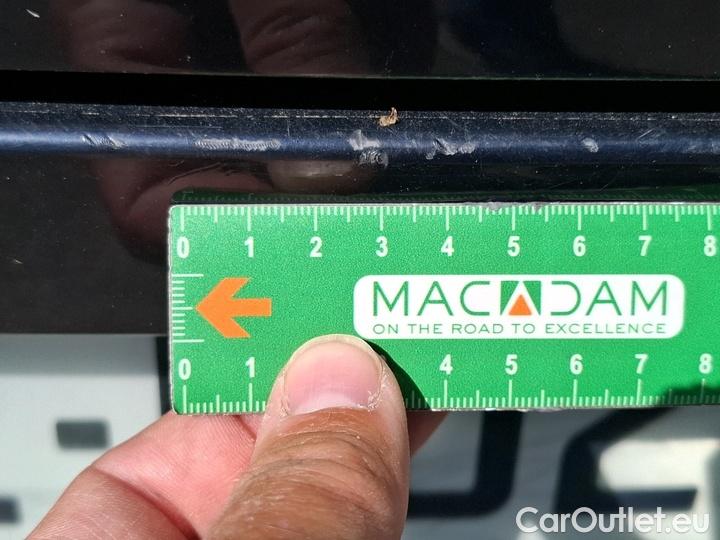 0 1 2 3 4 5 6 7 8
MACADAM
ON THE ROAD TO EXCELLENCE
0 1 4 5 6 7 8
CarOutlet.eu